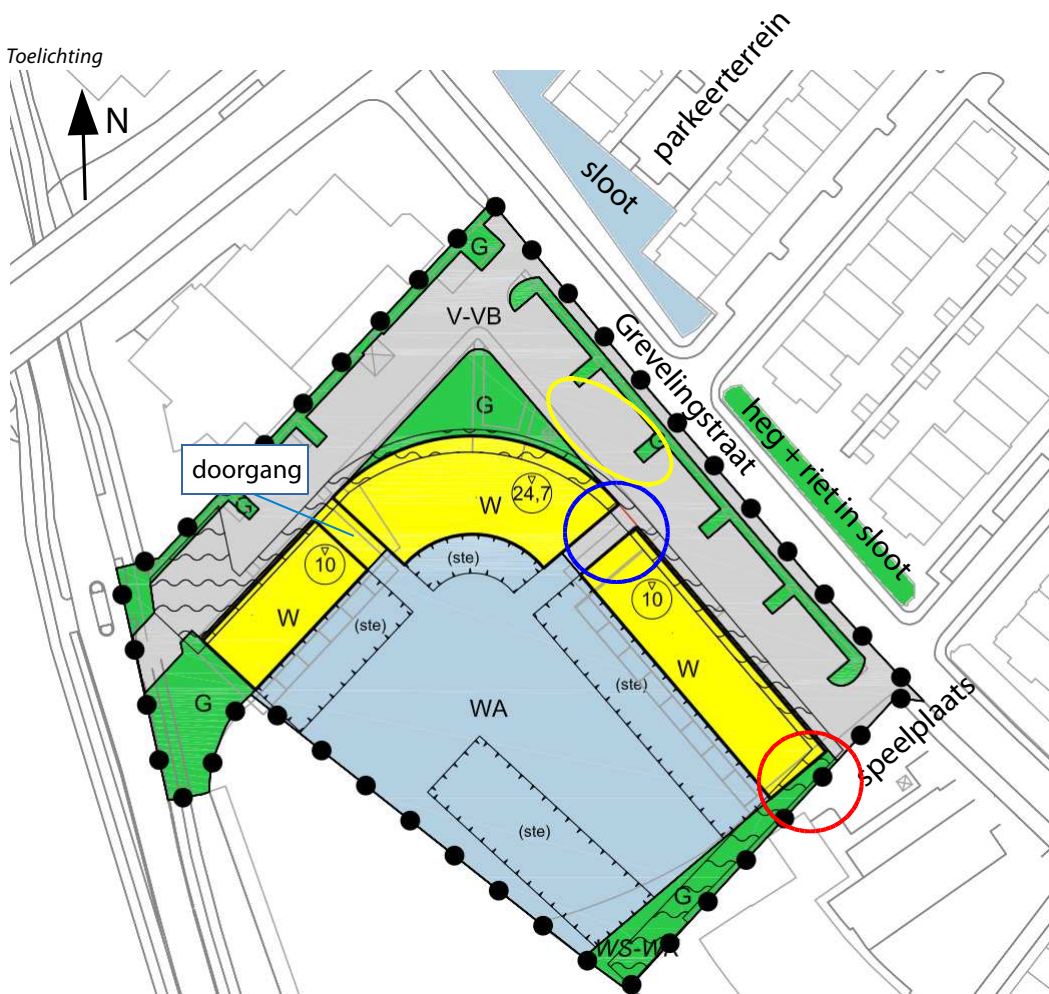 Toelichting
N
parkeerterrein
sloot
G
V-VB
Grevelingstraat
G
heg + riet in sloot
doorgang
24,7
W
G
G
(ste)
10
10
(ste)
W
W
(ste)
G
WA
speelplaats
(ste)
G
WS-WK